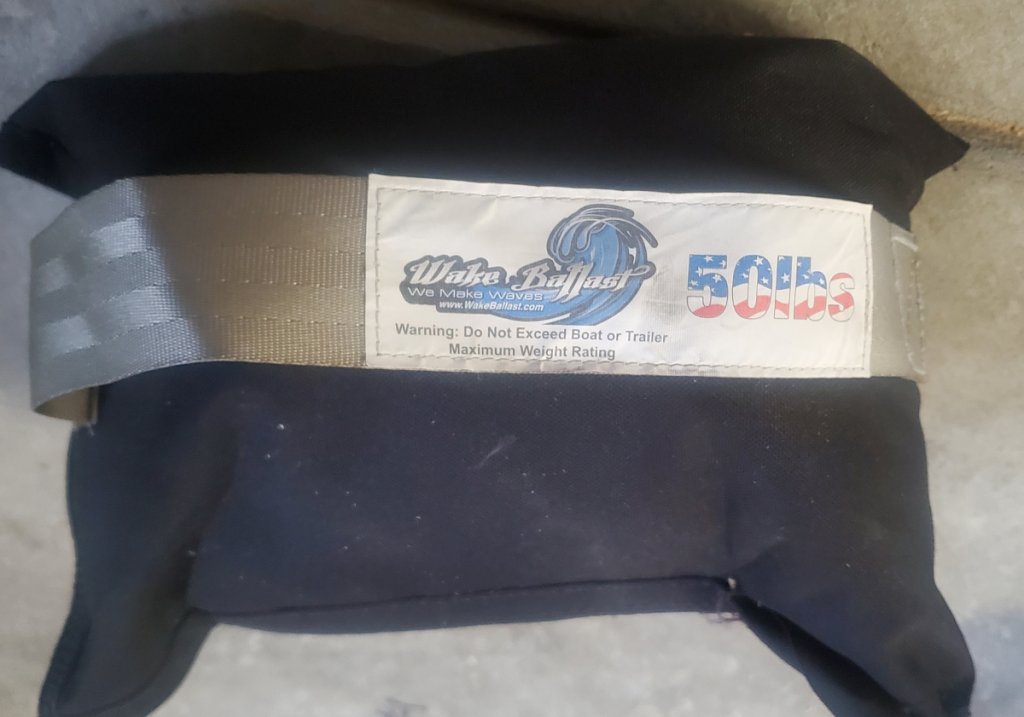 Wake Ballast
We Make Waves
www.WakeBallast.com
50lbs
Warning: Do Not Exceed Boat or Trailer
Maximum Weight Rating